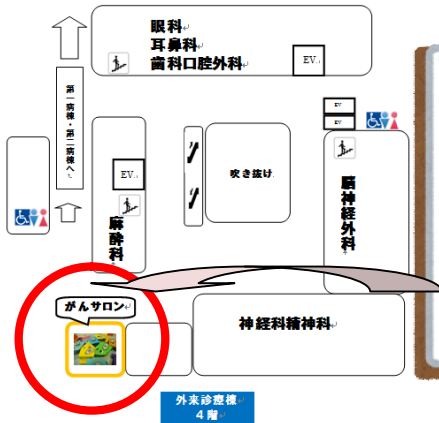 眼科
耳鼻科
歯科口腔外科
EV.
第一病棟・第二病棟へ
EV
EV
EV.
吹き抜け
麻酔科
脳神経外科
がんサロン
神経科精神科
外来診療棟
4階